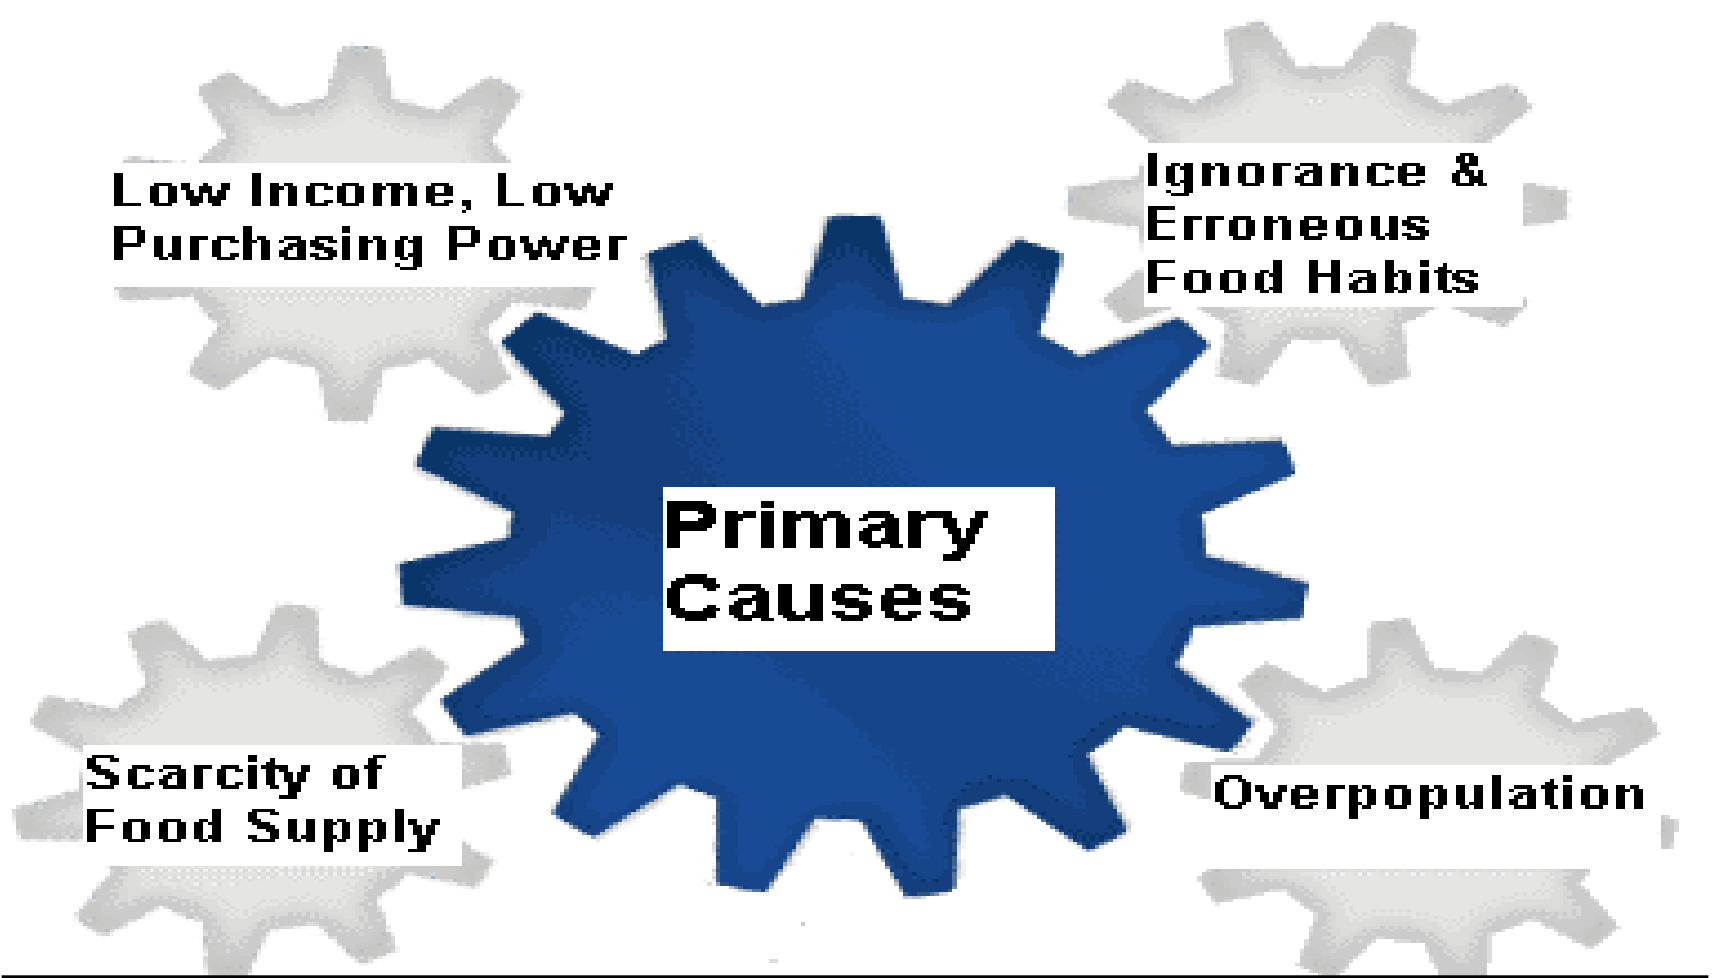 Low Income, Low
Purchasing Power
Ignorance &
Erroneous
Food Habits
Primary
Causes
Scarcity of
Food Supply
Overpopulation